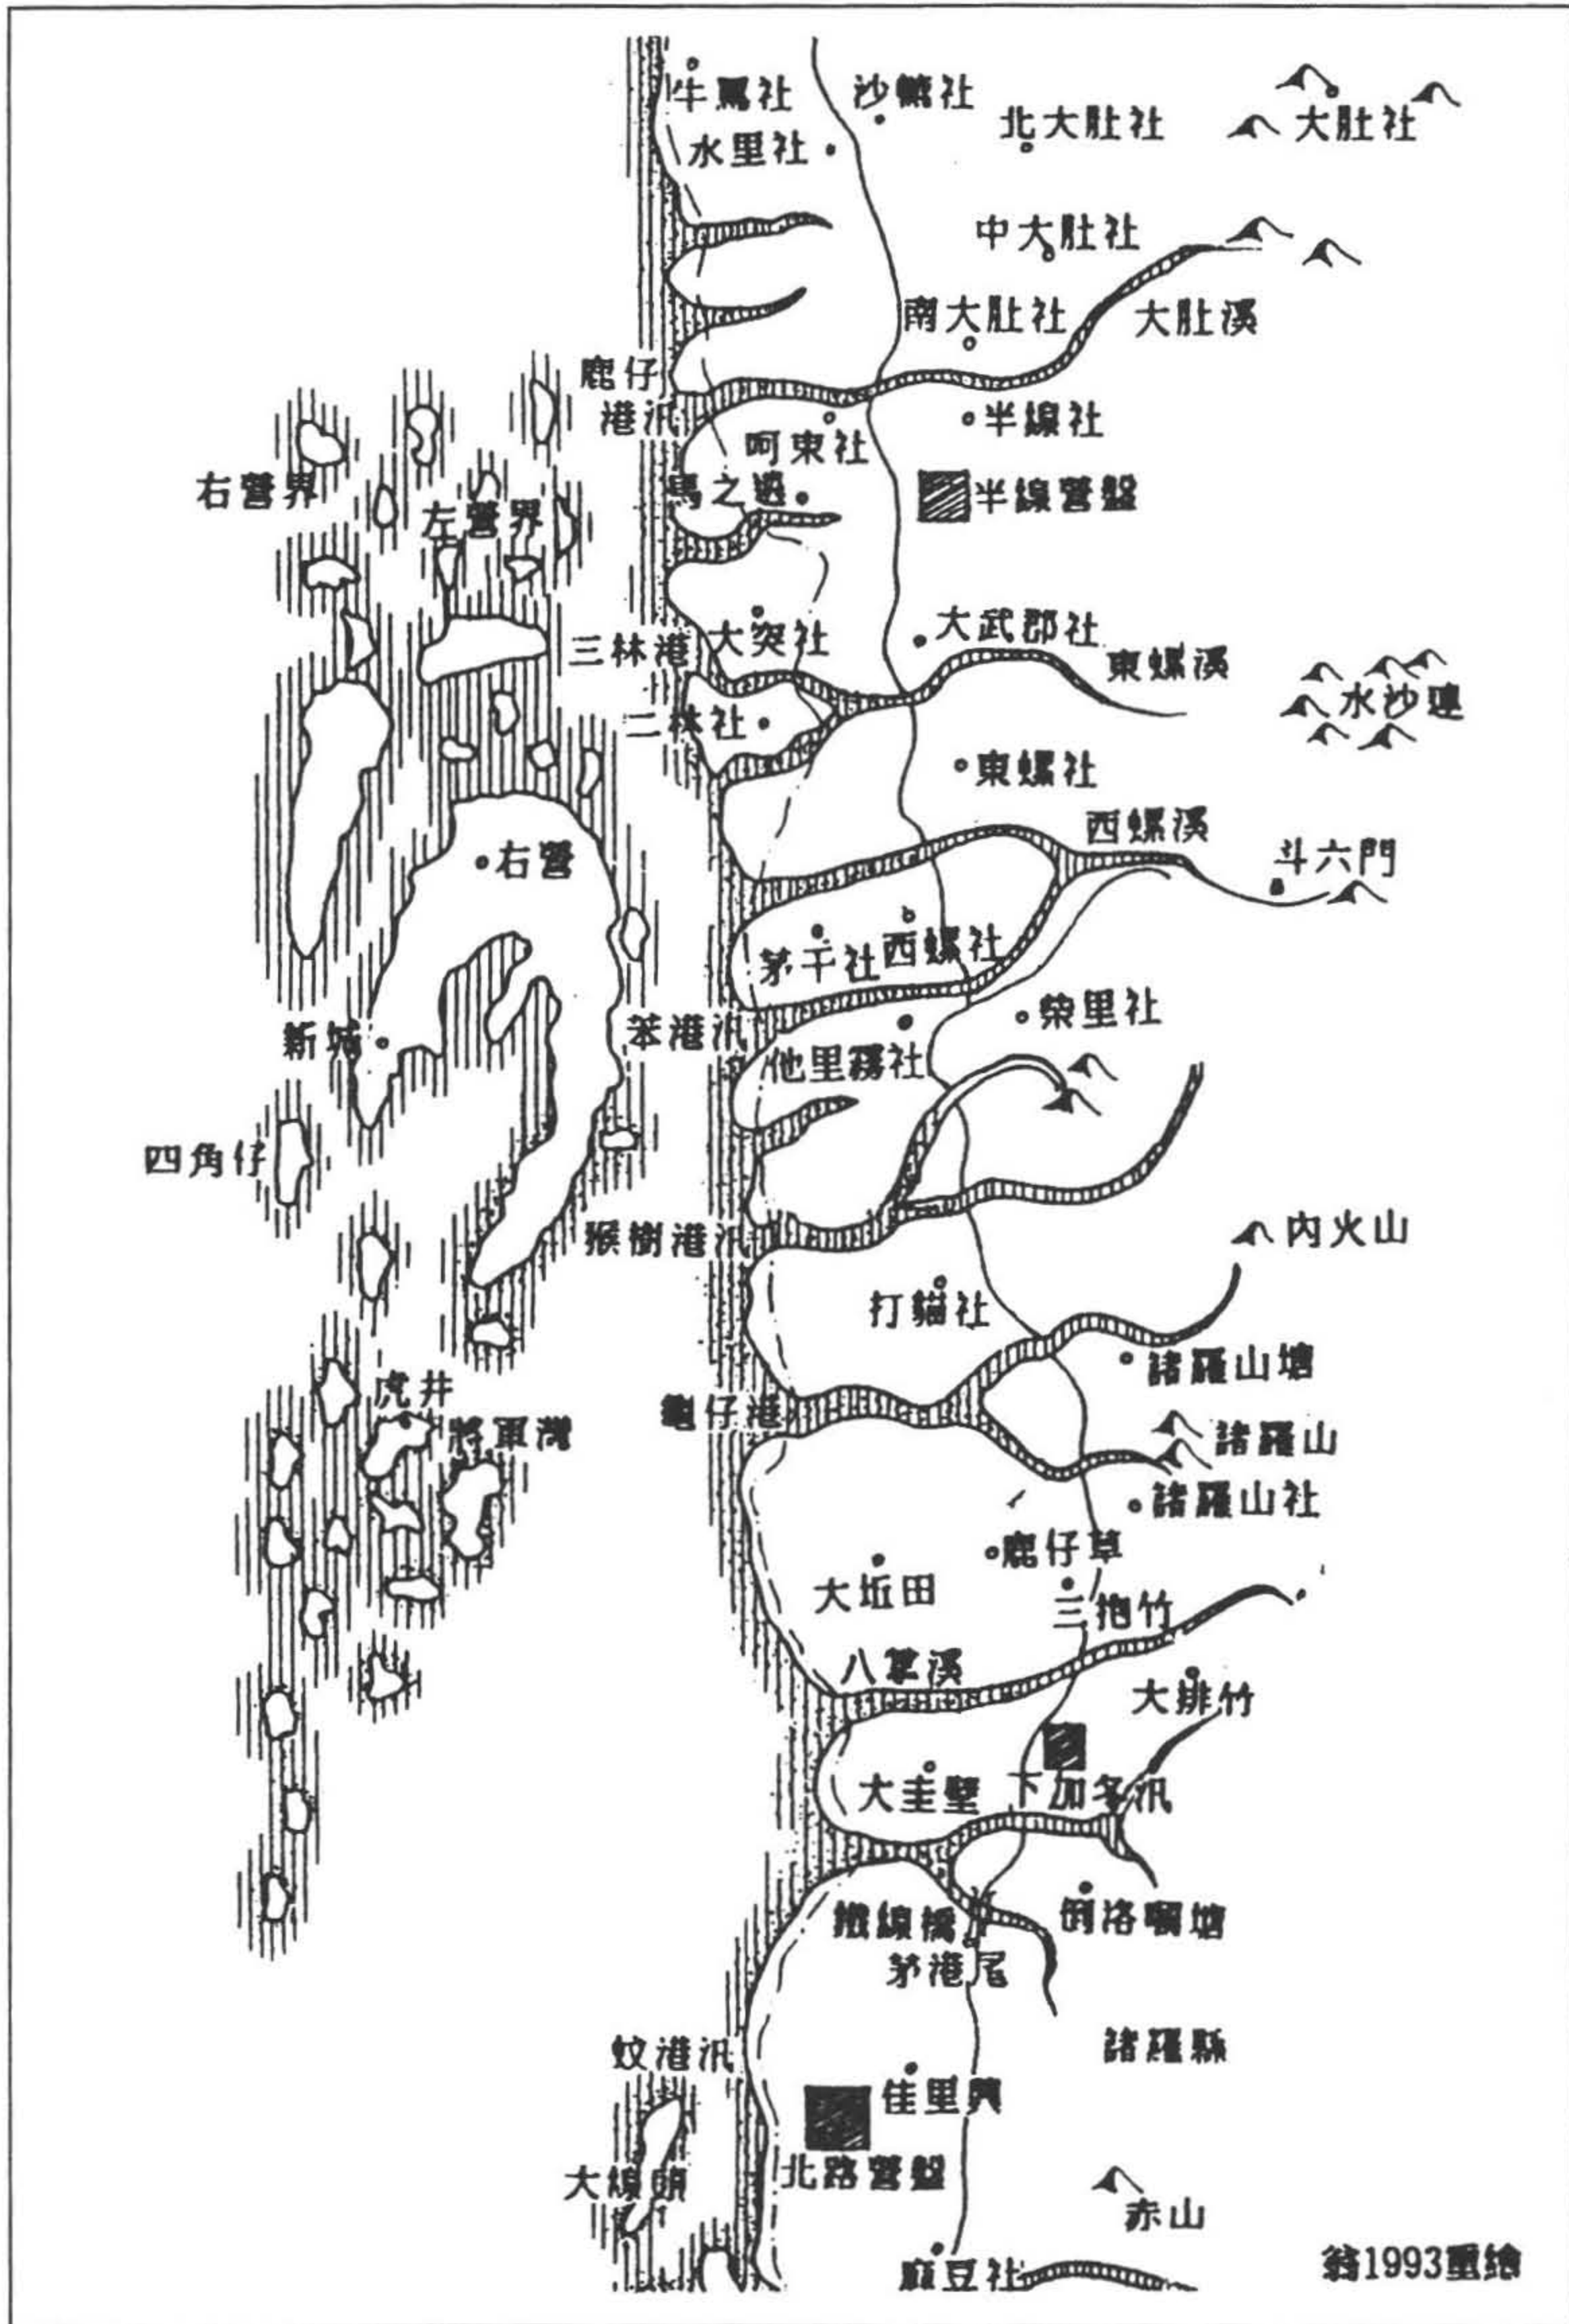 牛罵社
沙轆社
水里社
北大肚社
大肚社
中大肚社
南大肚社
大肚溪
鹿仔
港汛
半線社
呵束社
右營界
馬之遴
半線營盤
左營界
大武郡社
三林港
大突社
東螺溪
水沙連
二林社
東螺社
西螺溪
右營
斗六門
茅干社
西螺社
新城
笨港汛
柴里社
他里霧社
四角仔
猴樹港汛
內火山
打貓社
諸羅山塘
虎井
龜仔港
將軍灣
諸羅山
諸羅山社
鹿仔草
大坵田
三抱竹
八掌溪
大排竹
大圭壁
下加冬汛
鐵線橋
倒洛嘓塘
茅港尾
諸羅縣
蚊港汛
佳里興
北路營盤
大線頭
赤山
麻豆社
翁1993重繪